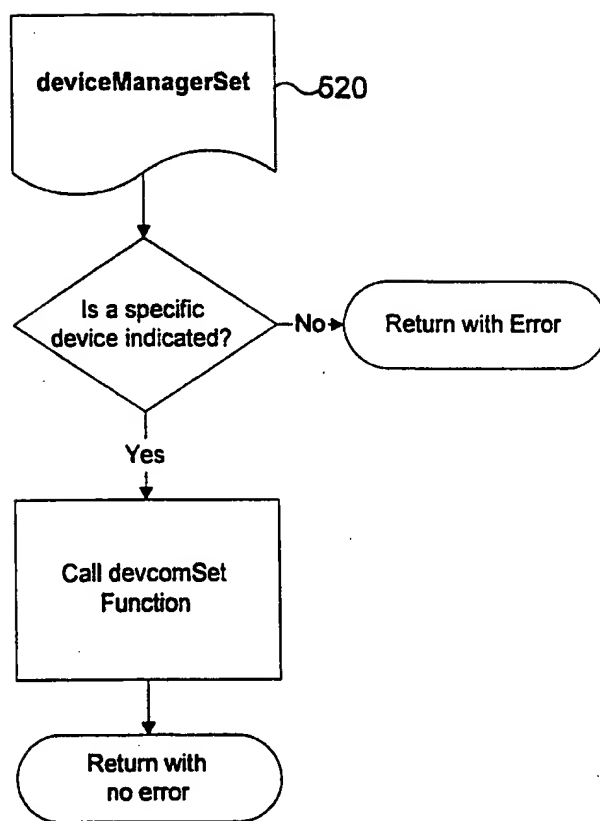 deviceManagerSet
520
Is a specific
device indicated?
No
Return with Error
Yes
Call devcomSet
Function
Return with
no error